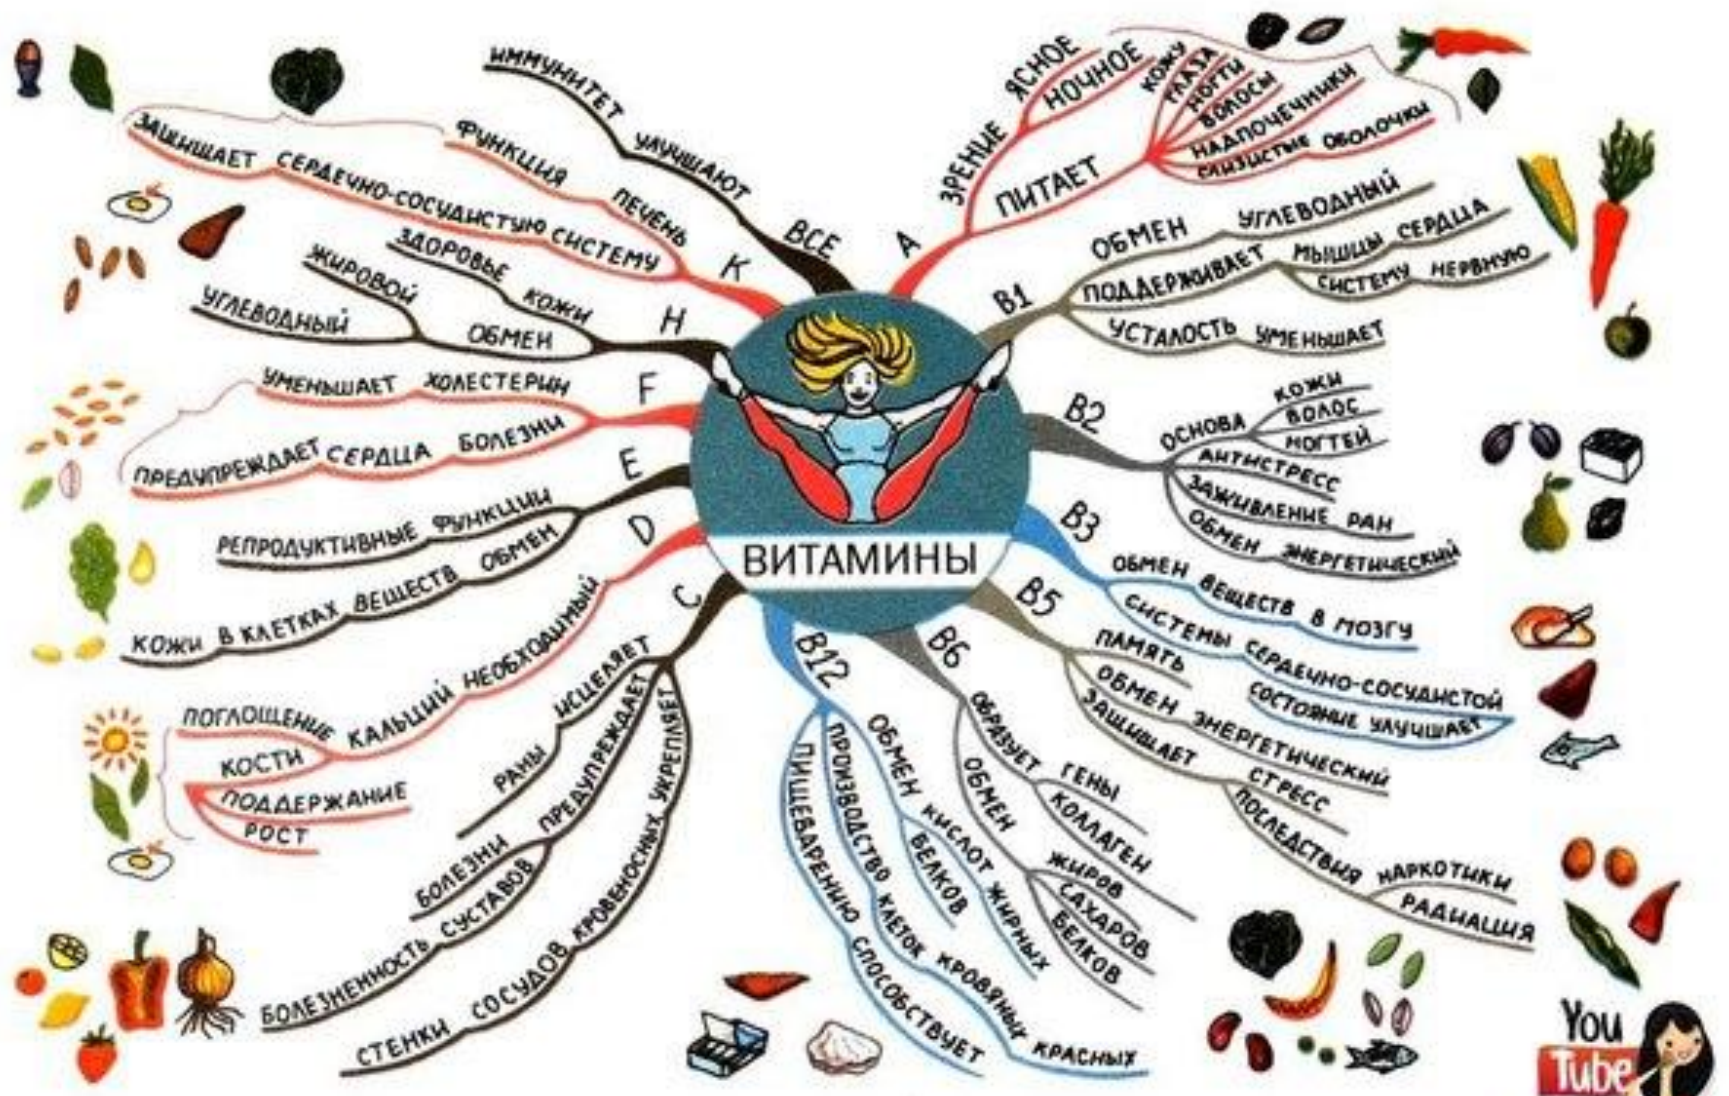 ВИТАМИНЫ
ВСЕ
УЛУЧШАЮТ
ИММУНИТЕТ
А
ЗРЕНИЕ
ЯСНОЕ
НОЧНОЕ
ПИТАЕТ
КОЖУ
ГЛАЗА
НОГТИ
ВОЛОСЫ
НАДПОЧЕЧНИКИ
СЛИЗИСТЫЕ ОБОЛОЧКИ
В1
ОБМЕН УГЛЕВОДНЫЙ
ПОДДЕРЖИВАЕТ
МЫШЦЫ СЕРДЦА
СИСТЕМУ НЕРВНУЮ
УСТАЛОСТЬ УМЕНЬШАЕТ
В2
ОСНОВА
КОЖИ
ВОЛОС
НОГТЕЙ
АНТИСТРЕСС
ЗАЖИВЛЕНИЕ РАН
ОБМЕН ЭНЕРГЕТИЧЕСКИЙ
В3
ОБМЕН ВЕЩЕСТВ В МОЗГУ
СИСТЕМЫ СЕРДЕЧНО-СОСУДИСТОЙ
СОСТОЯНИЕ УЛУЧШАЕТ
В5
ПАМЯТЬ
ОБМЕН ЭНЕРГЕТИЧЕСКИЙ
ЗАЩИЩАЕТ
СТРЕСС
ПОСЛЕДСТВИЯ
НАРКОТИКИ
РАДИАЦИЯ
В6
ОБРАЗУЕТ
ГЕНЫ
КОЛЛАГЕН
ОБМЕН
ЖИРОВ
САХАРОВ
БЕЛКОВ
В12
ОБМЕН
КИСЛОТ ЖИРНЫХ
БЕЛКОВ
ПРОИЗВОДСТВО КЛЕТОК КРОВЯНЫХ КРАСНЫХ
ПИЩЕВАРЕНИЮ СПОСОБСТВУЕТ
С
ИСЦЕЛЯЕТ
РАНЫ
ПРЕДУПРЕЖДАЕТ
БОЛЕЗНИ
БОЛЕЗНЕННОСТЬ СУСТАВОВ
УКРЕПЛЯЕТ
СТЕНКИ СОСУДОВ КРОВЕНОСНЫХ
D
НЕОБХОДИМЫЙ
КАЛЬЦИЙ
ПОГЛОЩЕНИЕ
КОСТИ
ПОДДЕРЖАНИЕ
РОСТ
Е
РЕПРОДУКТИВНЫЕ ФУНКЦИИ
КОЖИ В КЛЕТКАХ ВЕЩЕСТВ ОБМЕН
F
УМЕНЬШАЕТ ХОЛЕСТЕРИН
ПРЕДУПРЕЖДАЕТ СЕРДЦА БОЛЕЗНИ
Н
ЗДОРОВЬЕ КОЖИ
ОБМЕН
ЖИРОВОЙ
УГЛЕВОДНЫЙ
К
ФУНКЦИЯ ПЕЧЕНЬ
ЗАЩИЩАЕТ СЕРДЕЧНО-СОСУДИСТУЮ СИСТЕМУ
You
Tube